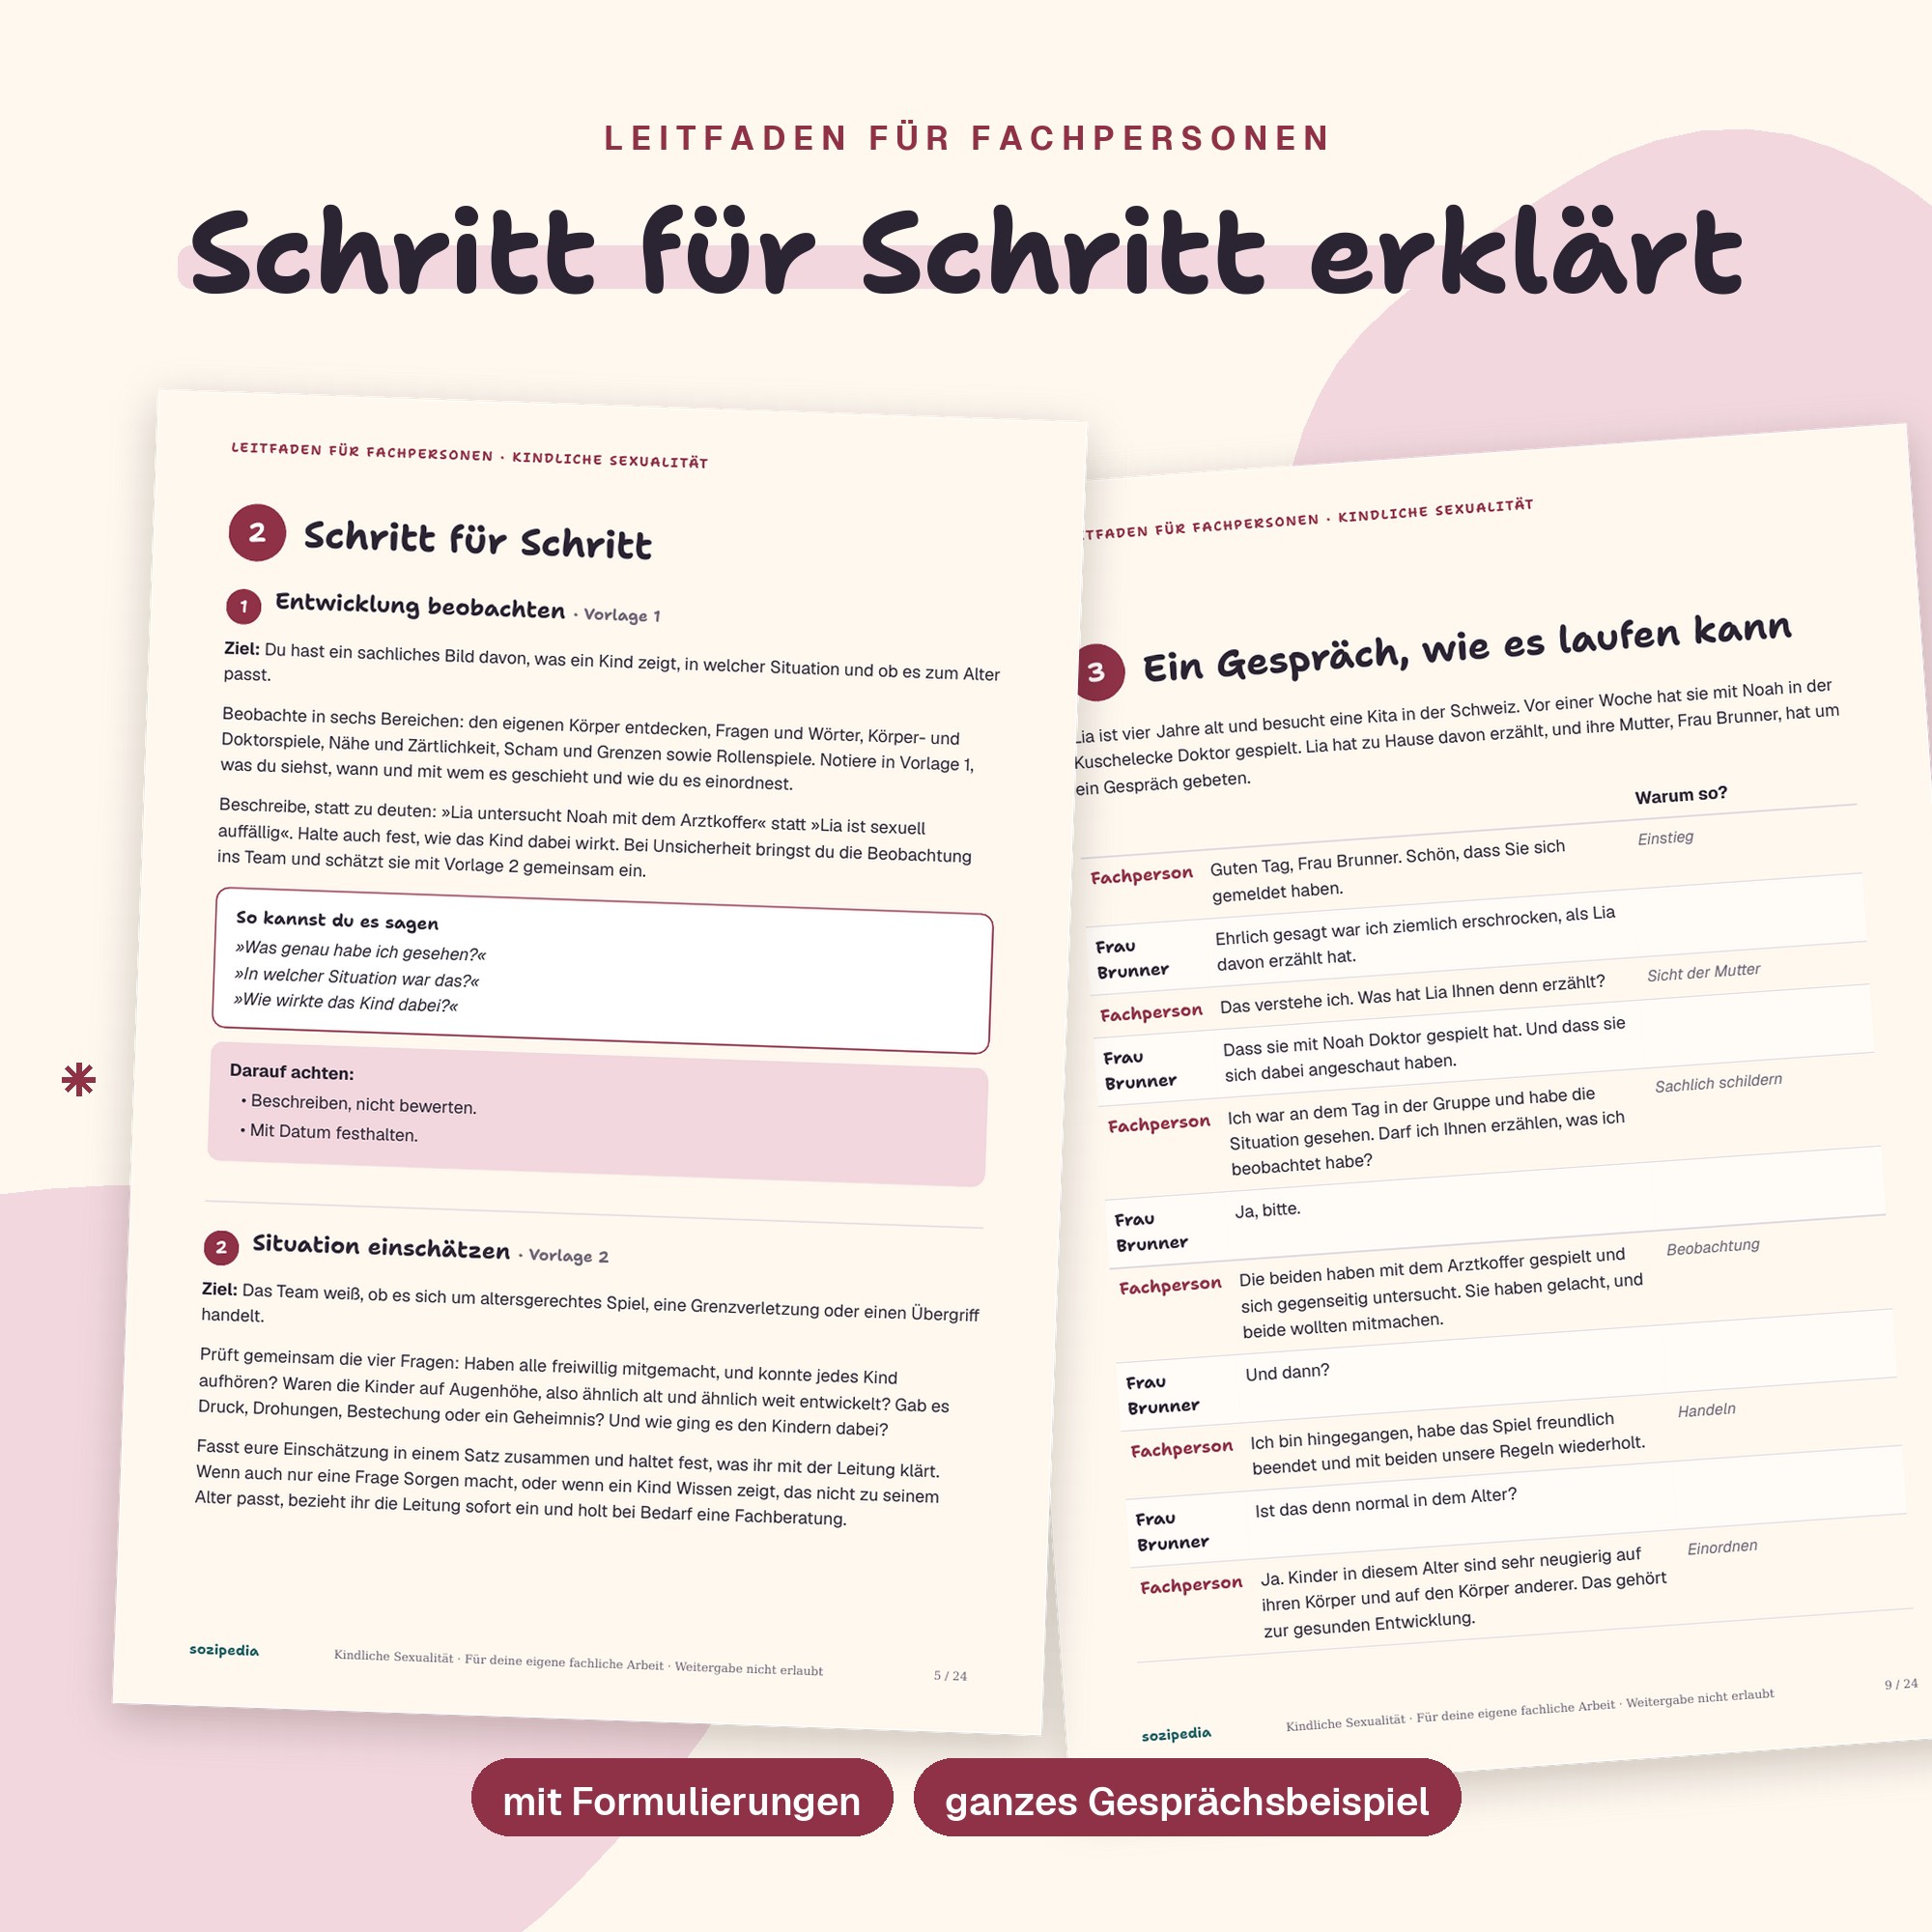 LEITFADEN FÜR FACHPERSONEN
Schritt für Schritt erklärt
LEITFADEN FÜR FACHPERSONEN · KINDLICHE SEXUALITÄT
2 Schritt für Schritt
1 Entwicklung beobachten · Vorlage 1
Ziel: Du hast ein sachliches Bild davon, was ein Kind zeigt, in welcher Situation und ob es zum Alter
passt.
Beobachte in sechs Bereichen: den eigenen Körper entdecken, Fragen und Wörter, Körper- und
Doktorspiele, Nähe und Zärtlichkeit, Scham und Grenzen sowie Rollenspiele. Notiere in Vorlage 1,
was du siehst, wann und mit wem es geschieht und wie du es einordnest.
Beschreibe, statt zu deuten: »Lia untersucht Noah mit dem Arztkoffer« statt »Lia ist sexuell
auffällig«. Halte auch fest, wie das Kind dabei wirkt. Bei Unsicherheit bringst du die Beobachtung
ins Team und schätzt sie mit Vorlage 2 gemeinsam ein.
So kannst du es sagen
»Was genau habe ich gesehen?«
»In welcher Situation war das?«
»Wie wirkte das Kind dabei?«
Darauf achten:
• Beschreiben, nicht bewerten.
• Mit Datum festhalten.
2 Situation einschätzen · Vorlage 2
Ziel: Das Team weiß, ob es sich um altersgerechtes Spiel, eine Grenzverletzung oder einen Übergriff
handelt.
Prüft gemeinsam die vier Fragen: Haben alle freiwillig mitgemacht, und konnte jedes Kind
aufhören? Waren die Kinder auf Augenhöhe, also ähnlich alt und ähnlich weit entwickelt? Gab es
Druck, Drohungen, Bestechung oder ein Geheimnis? Und wie ging es den Kindern dabei?
Fasst eure Einschätzung in einem Satz zusammen und haltet fest, was ihr mit der Leitung klärt.
Wenn auch nur eine Frage Sorgen macht, oder wenn ein Kind Wissen zeigt, das nicht zu seinem
Alter passt, bezieht ihr die Leitung sofort ein und holt bei Bedarf eine Fachberatung.
sozipedia Kindliche Sexualität · Für deine eigene fachliche Arbeit · Weitergabe nicht erlaubt 5 / 24
TFADEN FÜR FACHPERSONEN · KINDLICHE SEXUALITÄT
3 Ein Gespräch, wie es laufen kann
Lia ist vier Jahre alt und besucht eine Kita in der Schweiz. Vor einer Woche hat sie mit Noah in der
Kuschelecke Doktor gespielt. Lia hat zu Hause davon erzählt, und ihre Mutter, Frau Brunner, hat um
ein Gespräch gebeten.
Warum so?
Fachperson Guten Tag, Frau Brunner. Schön, dass Sie sich Einstieg
gemeldet haben.
Frau Ehrlich gesagt war ich ziemlich erschrocken, als Lia
Brunner davon erzählt hat.
Fachperson Das verstehe ich. Was hat Lia Ihnen denn erzählt? Sicht der Mutter
Frau Dass sie mit Noah Doktor gespielt hat. Und dass sie
Brunner sich dabei angeschaut haben.
Fachperson Ich war an dem Tag in der Gruppe und habe die Sachlich schildern
Situation gesehen. Darf ich Ihnen erzählen, was ich
beobachtet habe?
Frau Ja, bitte.
Brunner
Fachperson Die beiden haben mit dem Arztkoffer gespielt und Beobachtung
sich gegenseitig untersucht. Sie haben gelacht, und
beide wollten mitmachen.
Frau Und dann?
Brunner
Fachperson Ich bin hingegangen, habe das Spiel freundlich Handeln
beendet und mit beiden unsere Regeln wiederholt.
Frau Ist das denn normal in dem Alter?
Brunner
Fachperson Ja. Kinder in diesem Alter sind sehr neugierig auf Einordnen
ihren Körper und auf den Körper anderer. Das gehört
zur gesunden Entwicklung.
sozipedia Kindliche Sexualität · Für deine eigene fachliche Arbeit · Weitergabe nicht erlaubt 9 / 24
mit Formulierungen
ganzes Gesprächsbeispiel